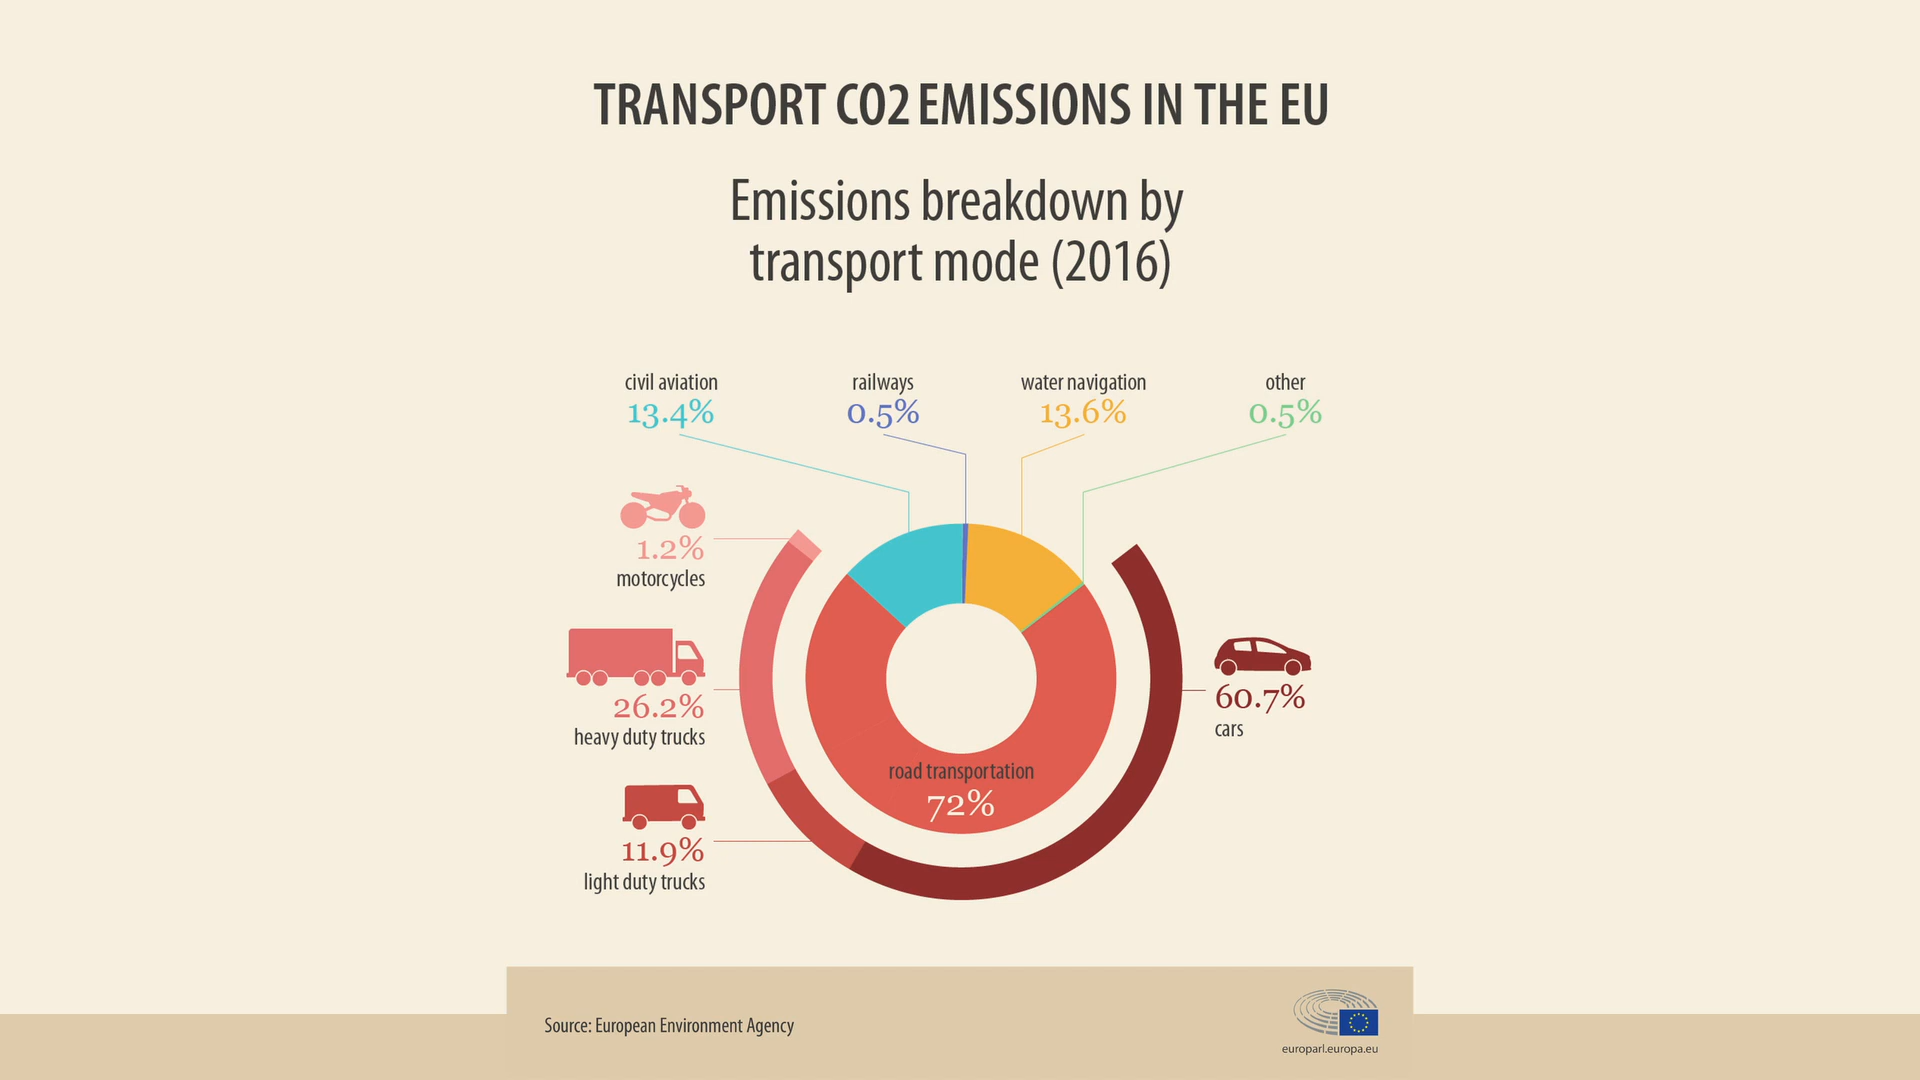 TRANSPORT CO2 EMISSIONS IN THE EU
Emissions breakdown by
transport mode (2016)
civil aviation
13.4%
railways
0.5%
water navigation
13.6%
other
0.5%
1.2%
motorcycles
26.2%
heavy duty trucks
11.9%
light duty trucks
road transportation
72%
60.7%
cars
Source: European Environment Agency
europarl.europa.eu